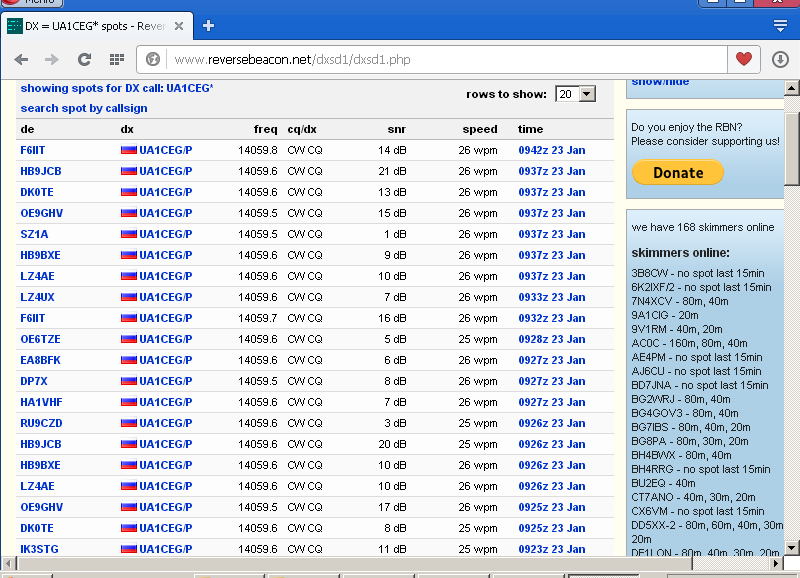 Menю
DX = UA1CEG* spots - Rever
www.reversebeacon.net/dxsd1/dxsd1.php
showing spots for DX call: UA1CEG*
search spot by callsign
rows to show: 20
de dx freq cq/dx snr speed time
F6IIT UA1CEG/P 14059.8 CW CQ 14 dB 26 wpm 0942z 23 Jan
HB9JCB UA1CEG/P 14059.6 CW CQ 21 dB 26 wpm 0937z 23 Jan
DK0TE UA1CEG/P 14059.6 CW CQ 13 dB 26 wpm 0937z 23 Jan
OE9GHV UA1CEG/P 14059.5 CW CQ 15 dB 26 wpm 0937z 23 Jan
SZ1A UA1CEG/P 14059.5 CW CQ 1 dB 26 wpm 0937z 23 Jan
HB9BXE UA1CEG/P 14059.6 CW CQ 9 dB 26 wpm 0937z 23 Jan
LZ4AE UA1CEG/P 14059.6 CW CQ 10 dB 26 wpm 0937z 23 Jan
LZ4UX UA1CEG/P 14059.6 CW CQ 7 dB 26 wpm 0933z 23 Jan
F6IIT UA1CEG/P 14059.7 CW CQ 16 dB 26 wpm 0932z 23 Jan
OE6TZE UA1CEG/P 14059.6 CW CQ 5 dB 25 wpm 0928z 23 Jan
EA8BFK UA1CEG/P 14059.6 CW CQ 6 dB 26 wpm 0927z 23 Jan
DP7X UA1CEG/P 14059.5 CW CQ 8 dB 26 wpm 0927z 23 Jan
HA1VHF UA1CEG/P 14059.6 CW CQ 7 dB 26 wpm 0927z 23 Jan
RU9CZD UA1CEG/P 14059.6 CW CQ 3 dB 25 wpm 0926z 23 Jan
HB9JCB UA1CEG/P 14059.6 CW CQ 20 dB 25 wpm 0926z 23 Jan
HB9BXE UA1CEG/P 14059.6 CW CQ 10 dB 26 wpm 0926z 23 Jan
LZ4AE UA1CEG/P 14059.6 CW CQ 10 dB 26 wpm 0926z 23 Jan
OE9GHV UA1CEG/P 14059.5 CW CQ 17 dB 26 wpm 0925z 23 Jan
DK0TE UA1CEG/P 14059.6 CW CQ 8 dB 25 wpm 0925z 23 Jan
IK3STG UA1CEG/P 14059.6 CW CQ 11 dB 25 wpm 0923z 23 Jan
show/hide
Do you enjoy the RBN?
Please consider supporting us!
Donate
we have 168 skimmers online
skimmers online:
3B8CW - no spot last 15min
6K2IXF/2 - no spot last 15min
7N4XCV - 80m, 40m
9A1CIG - 20m
9V1RM - 40m, 20m
AC0C - 160m, 80m, 40m
AE4PM - no spot last 15min
AJ6CU - no spot last 15min
BD7JNA - no spot last 15min
BG2WRJ - 80m, 40m
BG4GOV3 - 80m, 40m
BG7IBS - 80m, 40m
BG8PA - 80m, 30m, 20m
BH4BWX - 80m, 40m
BH4RRG - no spot last 15min
BU2EQ - 40m
CT7ANO - 40m, 30m, 20m
CX6VM - no spot last 15min
DD5XX-2 - 80m, 60m, 40m, 30m
20m
DE1LON - 80m, 40m, 30m, 20m